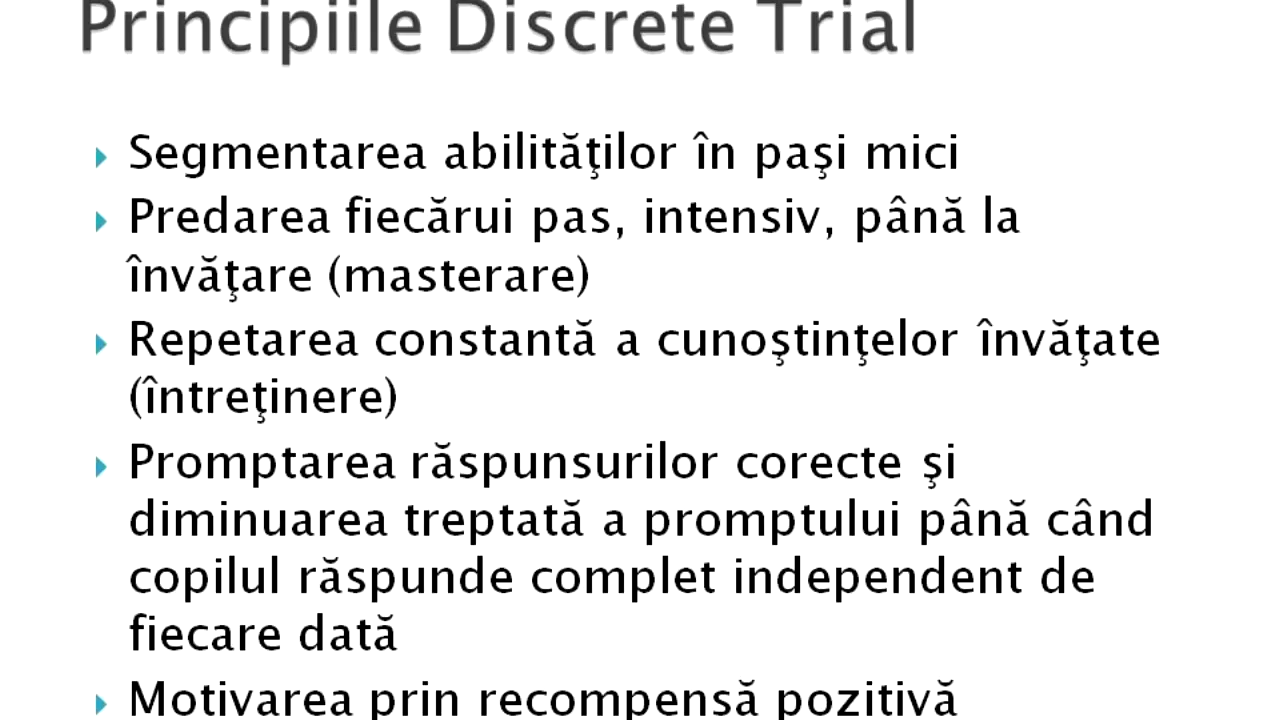 Principiile Discrete Trial
Segmentarea abilităţilor în paşi mici
Predarea fiecărui pas, intensiv, până la
învăţare (masterare)
Repetarea constantă a cunoştinţelor învăţate
(întreţinere)
Promptarea răspunsurilor corecte şi
diminuarea treptată a promptului până când
copilul răspunde complet independent de
fiecare dată
Motivarea prin recompensă pozitivă